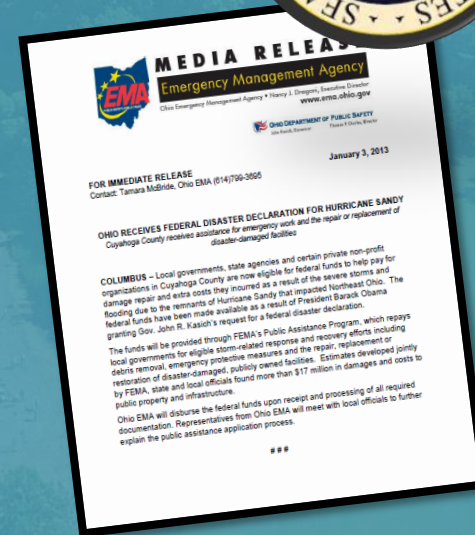 SEA
SES
MEDIA RELEAS
EMA
Emergency Management Agency
Ohio Emergency Management Agency • Nancy J. Dragani, Executive Director
www.ema.ohio.gov
OHIO DEPARTMENT OF PUBLIC SAFETY
John Kasich, Governor Thomas P. Charles, Director
January 3, 2013
FOR IMMEDIATE RELEASE
Contact: Tamara McBride, Ohio EMA (614)799-3695
OHIO RECEIVES FEDERAL DISASTER DECLARATION FOR HURRICANE SANDY
Cuyahoga County receives assistance for emergency work and the repair or replacement of
disaster-damaged facilities
COLUMBUS – Local governments, state agencies and certain private non-profit
organizations in Cuyahoga County are now eligible for federal funds to help pay for
damage repair and extra costs they incurred as a result of the severe storms and
flooding due to the remnants of Hurricane Sandy that impacted Northeast Ohio. The
federal funds have been made available as a result of President Barack Obama
granting Gov. John R. Kasich's request for a federal disaster declaration.
The funds will be provided through FEMA's Public Assistance Program, which repays
local governments for eligible storm-related response and recovery efforts including
debris removal, emergency protective measures and the repair, replacement or
restoration of disaster-damaged, publicly owned facilities. Estimates developed jointly
by FEMA, state and local officials found more than $17 million in damages and costs to
public property and infrastructure.
Ohio EMA will disburse the federal funds upon receipt and processing of all required
documentation. Representatives from Ohio EMA will meet with local officials to further
explain the public assistance application process.
###